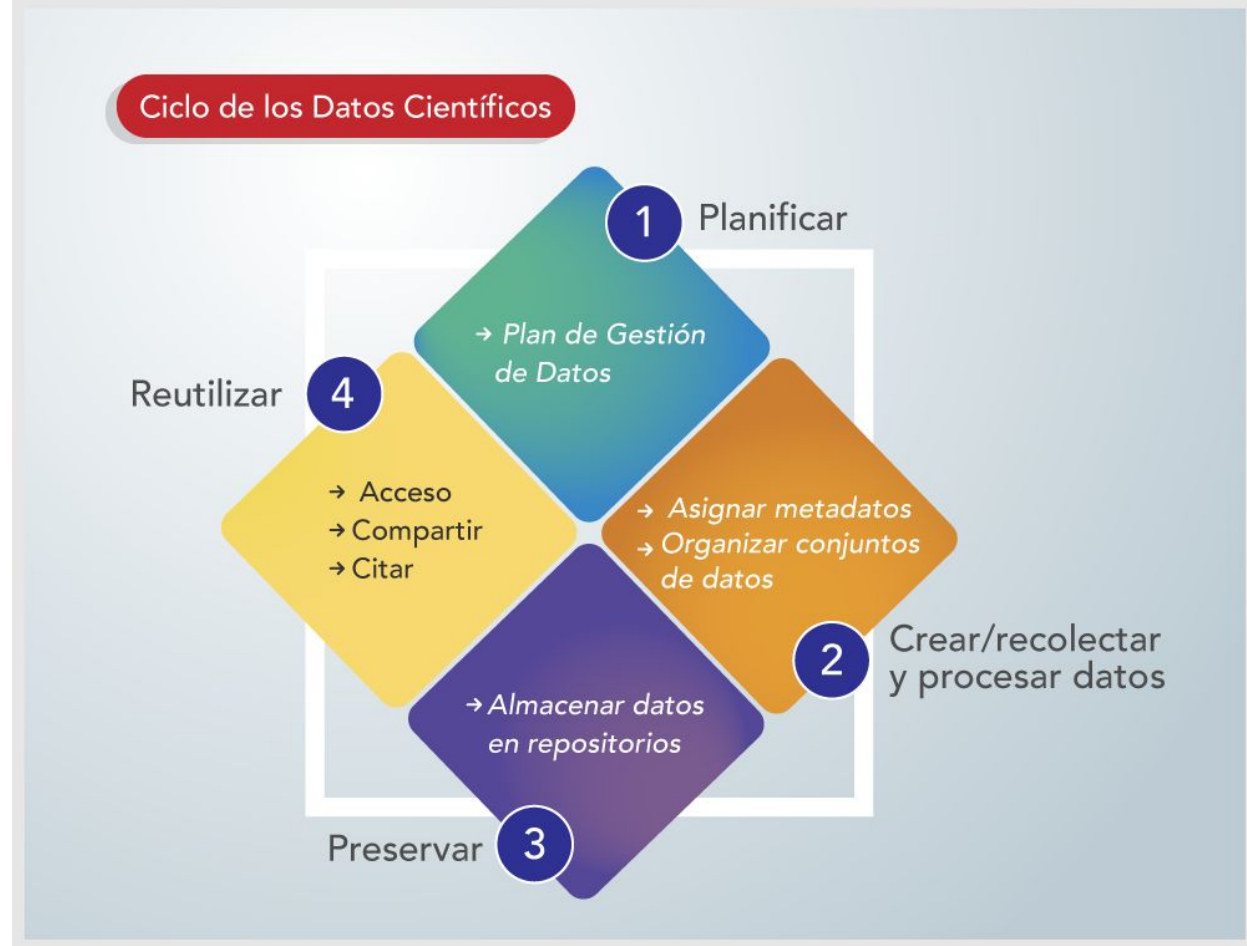 Ciclo de los Datos Científicos
1
Planificar
→ Plan de Gestión
de Datos
Reutilizar
4
→ Acceso
→ Compartir
→ Citar
→ Asignar metadatos
→ Organizar conjuntos
de datos
2
Crear/recolectar
y procesar datos
→ Almacenar datos
en repositorios
Preservar
3